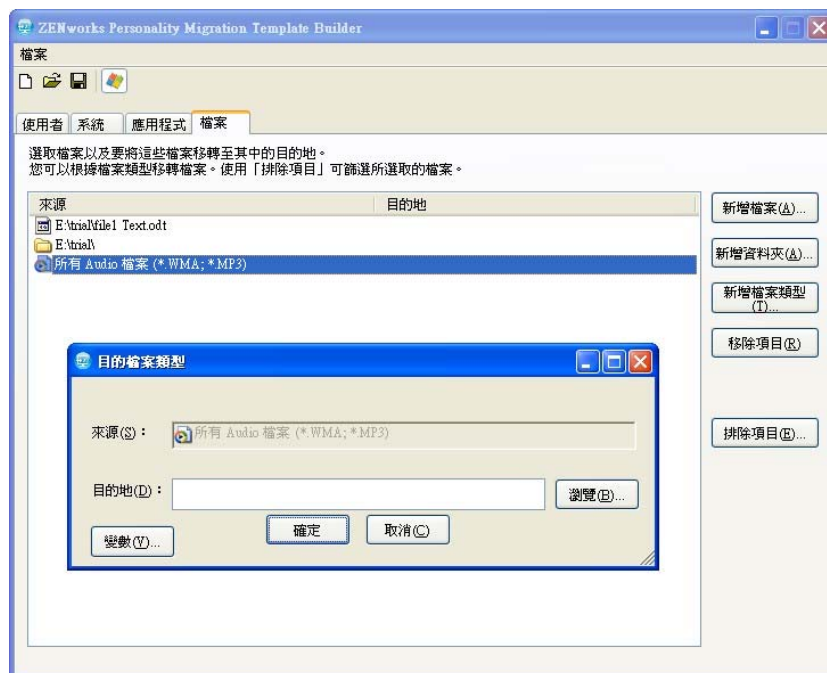 ZENworks Personality Migration Template Builder
檔案
使用者 系統 應用程式 檔案
選取檔案以及要將這些檔案移轉至其中的目的地。
您可以根據檔案類型移轉檔案。使用「排除項目」可篩選所選取的檔案。
來源 目的地
E:\trial\file1 Text.odt
E:\trial\
所有 Audio 檔案 (*.WMA; *.MP3)
新增檔案(A)...
新增資料夾(A)...
新增檔案類型
(T)...
移除項目(R)
排除項目(E)...
目的檔案類型
來源(S)：
所有 Audio 檔案 (*.WMA; *.MP3)
目的地(D)：
瀏覽(B)...
變數(V)...
確定
取消(C)